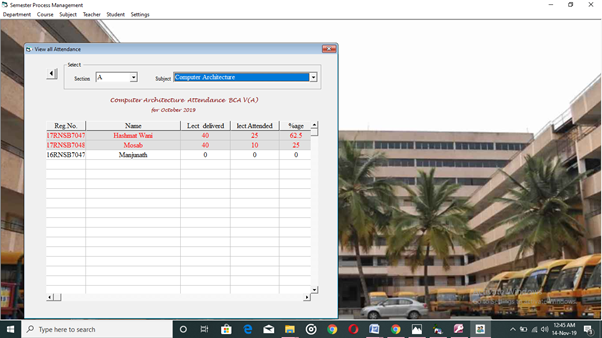 Semester Process Management
Department Course Subject Teacher Student Settings
View all Attendance
Select
Section A Subject Computer Architecture
Computer Architecture Attendance BCA V(A)
for October 2019
Reg.No. Name Lect deliverd lect.Attended %age
17RNSB7047 Hashmat Wani 40 25 62.5
17RNSB7048 Mosab 40 10 25
16RNSB7047 Manjunath 0 0 0
Type here to search
12:45 AM
14-Nov-19